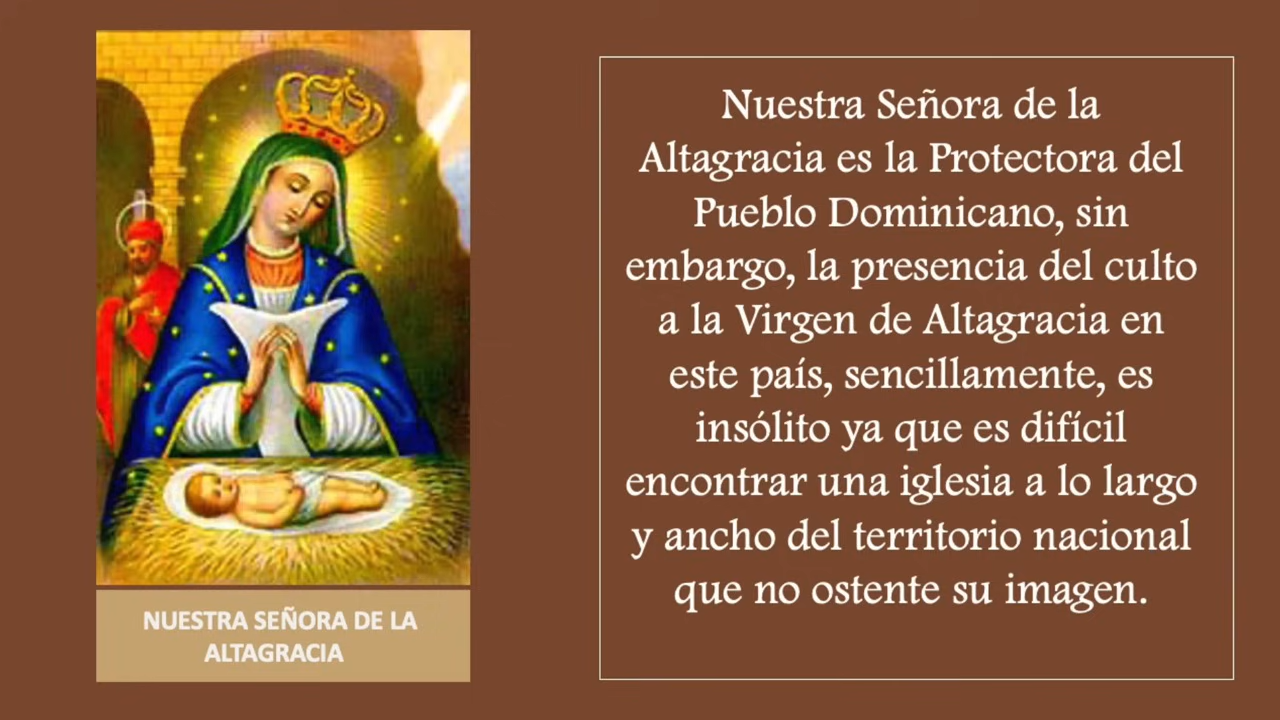 NUESTRA SEÑORA DE LA
ALTAGRACIA
Nuestra Señora de la
Altagracia es la Protectora del
Pueblo Dominicano, sin
embargo, la presencia del culto
a la Virgen de Altagracia en
este país, sencillamente, es
insólito ya que es difícil
encontrar una iglesia a lo largo
y ancho del territorio nacional
que no ostente su imagen.